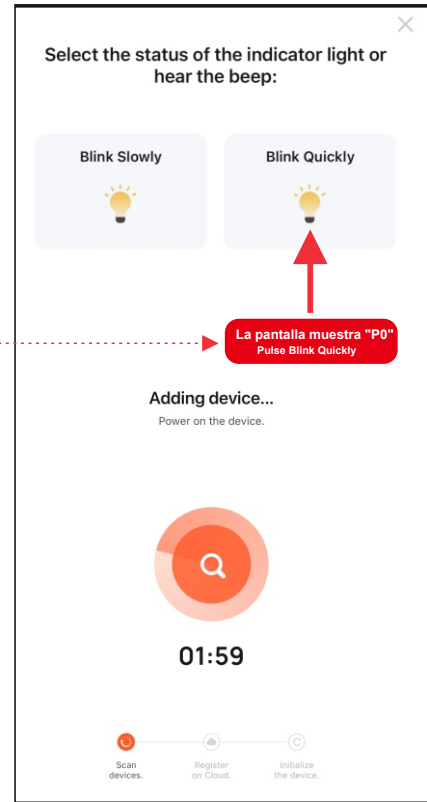 Select the status of the indicator light or
hear the beep:
Blink Slowly
Blink Quickly
La pantalla muestra "P0"
Pulse Blink Quickly
Adding device...
Power on the device.
01:59
Scan
devices.
Register
on Cloud.
Initialize
the device.